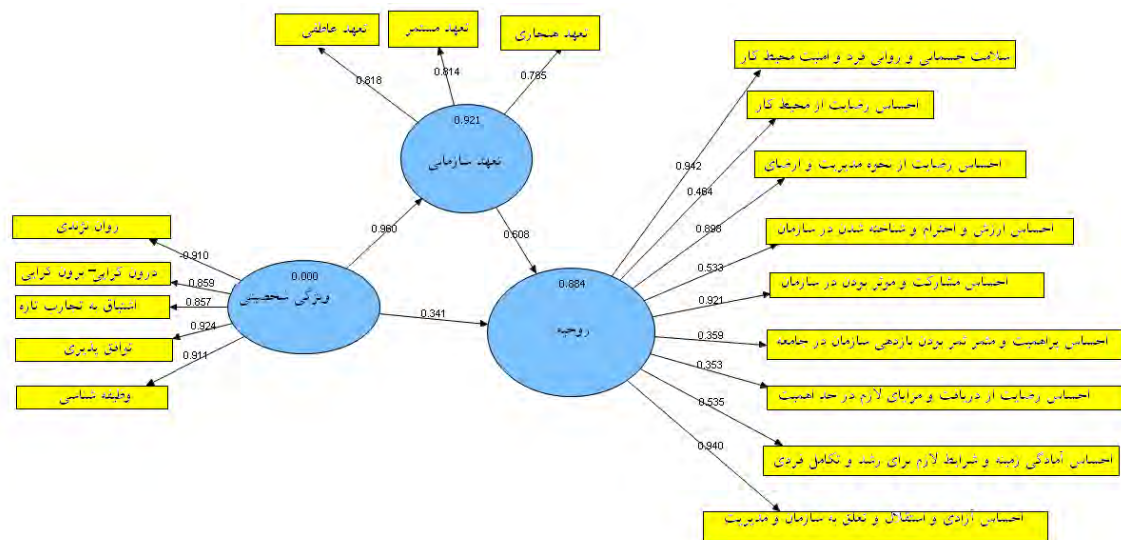 تعهد عاطفی
تعهد مستمر
تعهد هنجاری
0.818
0.814
0.785
0.921
تعهد سازمانی
سلامت جسمانی و روانی فرد و امنیت محیط کار
احساس رضایت از محیط کار
احساس رضایت از نحوه مدیریت و ارضای
احساس ارزش و احترام و شناخته شدن در سازمان
احساس مشارکت و موثر بودن در سازمان
احساس پراهمیت و مثمر ثمر بودن بازدهی سازمان در جامعه
احساس رضایت از دریافت و مزایای لازم در حد اهمیت
احساس آمادگی زمینه و شرایط لازم برای رشد و تکامل فردی
احساس آزادی و استقلال و تعلق به سازمان و مدیریت
0.942
0.464
0.898
0.533
0.921
0.359
0.353
0.535
0.940
0.884
روحیه
0.608
0.341
0.960
0.000
ویژگی شخصیتی
روان نژندی
درون گرایی-برون گرایی
اشتیاق به تجارب تازه
توافق پذیری
وظیفه شناسی
-0.910
0.859
0.857
0.924
0.911